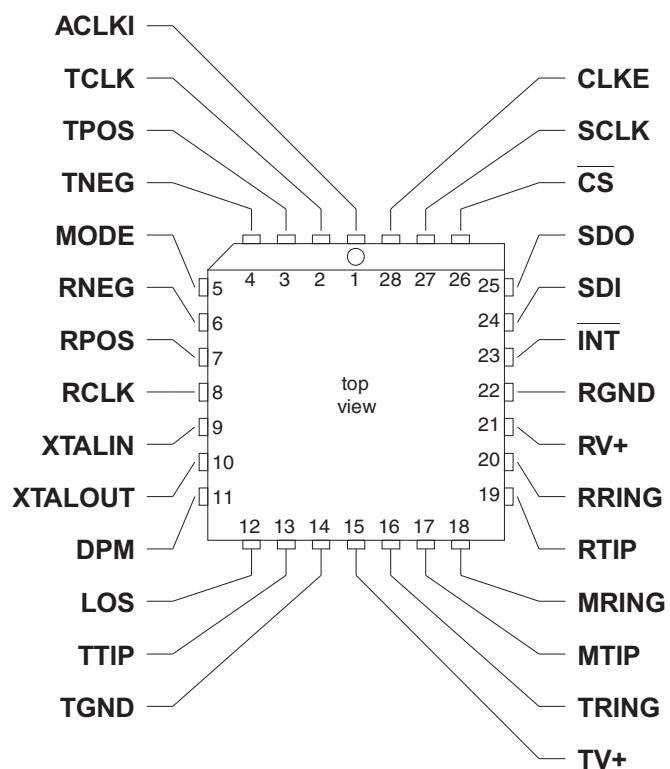 ACLKI
TCLK
TPOS
TNEG
MODE
RNEG
RPOS
RCLK
XTALIN
XTALOUT
DPM
LOS
TTIP
TGND
CLKE
SCLK
C̅S̅
SDO
SDI
I̅N̅T̅
RGND
RV+
RRING
RTIP
MRING
MTIP
TRING
TV+
4 3 2 1 28 27 26
5
6
7
8
9
10
11
25
24
23
22
21
20
19
top
view
12 13 14 15 16 17 18